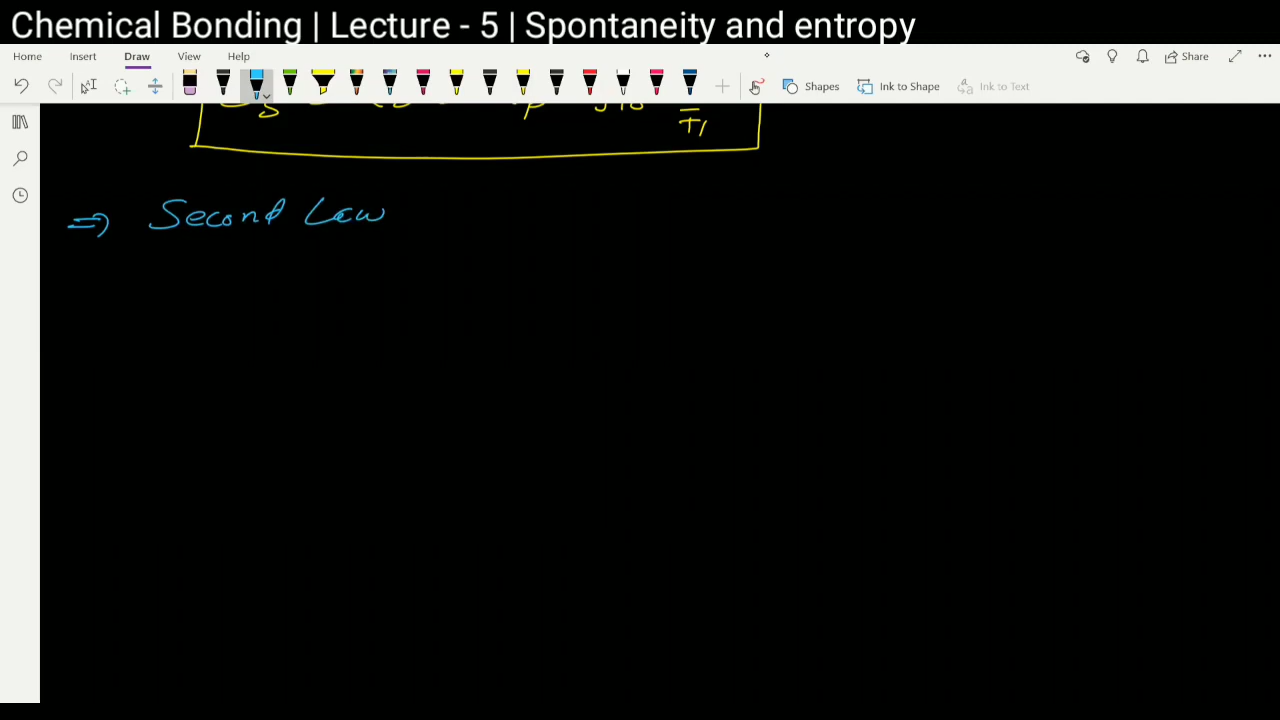 Chemical Bonding | Lecture - 5 | Spontaneity and entropy
Home Insert Draw View Help
Share
Shapes Ink to Shape Ink to Text
T1
⇒ Second Law